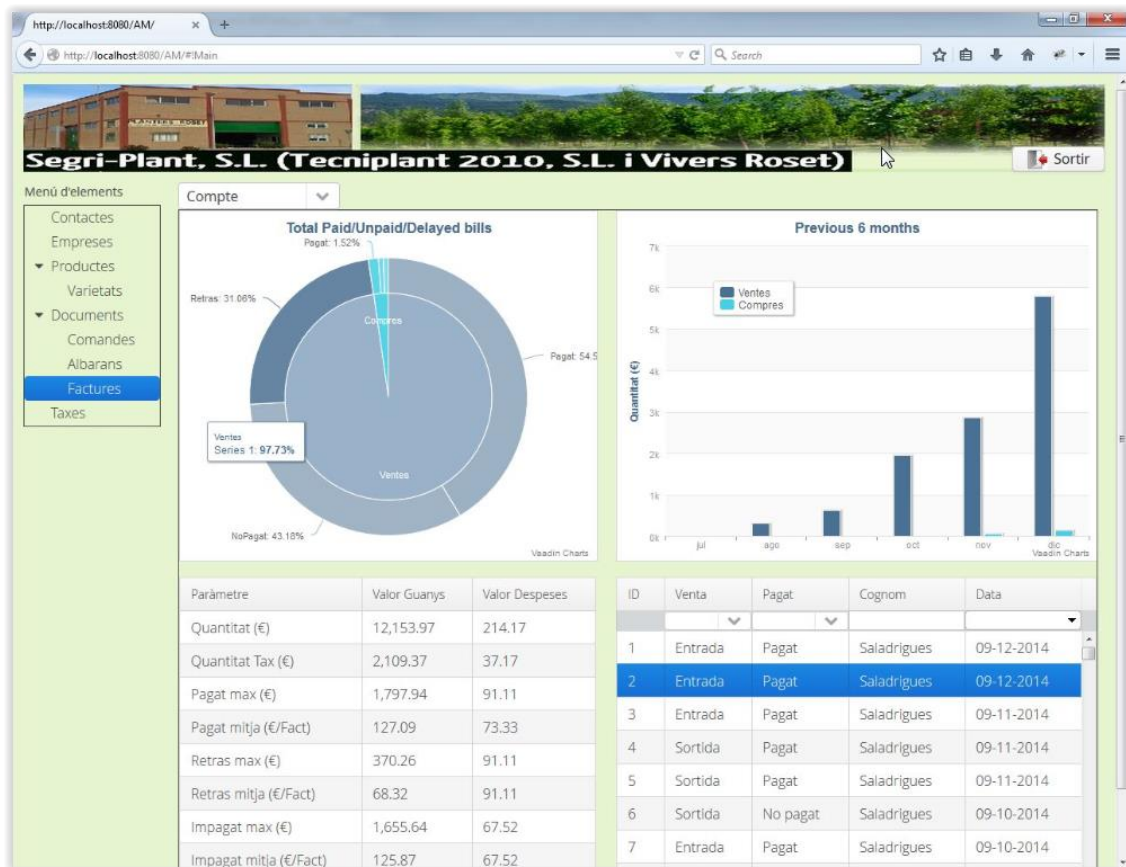 http://localhost:8080/AM/
http://localhost:8080/AM/#!Main
Search
Segri-Plant, S.L. (Tecniplant 2010, S.L. i Vivers Roset)
Sortir
Menú d'elements
Contactes
Empreses
Productes
Varietats
Documents
Comandes
Albarans
Factures
Taxes
Compte
Total Paid/Unpaid/Delayed bills
Pagat: 1.52%
Retras: 31.06%
Compres
Pagat: 54.5
Ventes
Series 1: 97.73%
Ventes
NoPagat: 43.18%
Vaadin Charts
Previous 6 months
7k
6k
5k
4k
3k
2k
1k
0k
Quantitat (€)
Ventes
Compres
jul ago sep oct nov dic
Vaadin Charts
Paràmetre Valor Guanys Valor Despeses
Quantitat (€) 12,153.97 214.17
Quantitat Tax (€) 2,109.37 37.17
Pagat max (€) 1,797.94 91.11
Pagat mitja (€/Fact) 127.09 73.33
Retras max (€) 370.26 91.11
Retras mitja (€/Fact) 68.32 91.11
Impagat max (€) 1,655.64 67.52
Impagat mitja (€/Fact) 125.87 67.52
ID Venta Pagat Cognom Data
1 Entrada Pagat Saladrigues 09-12-2014
2 Entrada Pagat Saladrigues 09-12-2014
3 Entrada Pagat Saladrigues 09-11-2014
4 Sortida Pagat Saladrigues 09-11-2014
5 Sortida Pagat Saladrigues 09-11-2014
6 Sortida No pagat Saladrigues 09-10-2014
7 Entrada Pagat Saladrigues 09-10-2014